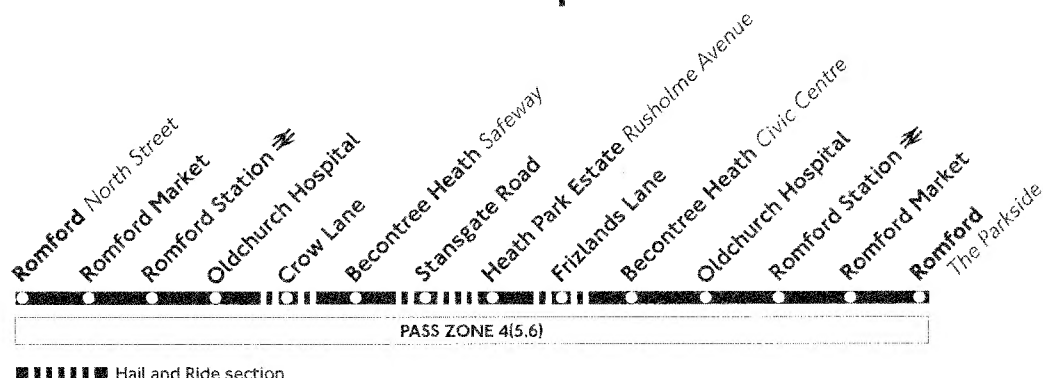 Romford North Street
Romford Market
Romford Station
Oldchurch Hospital
Crow Lane
Becontree Heath Safeway
Stansgate Road
Heath Park Estate Rusholme Avenue
Frizlands Lane
Becontree Heath Civic Centre
Oldchurch Hospital
Romford Station
Romford Market
Romford
The Parkside
PASS ZONE 4(5.6)
Hail and Ride section